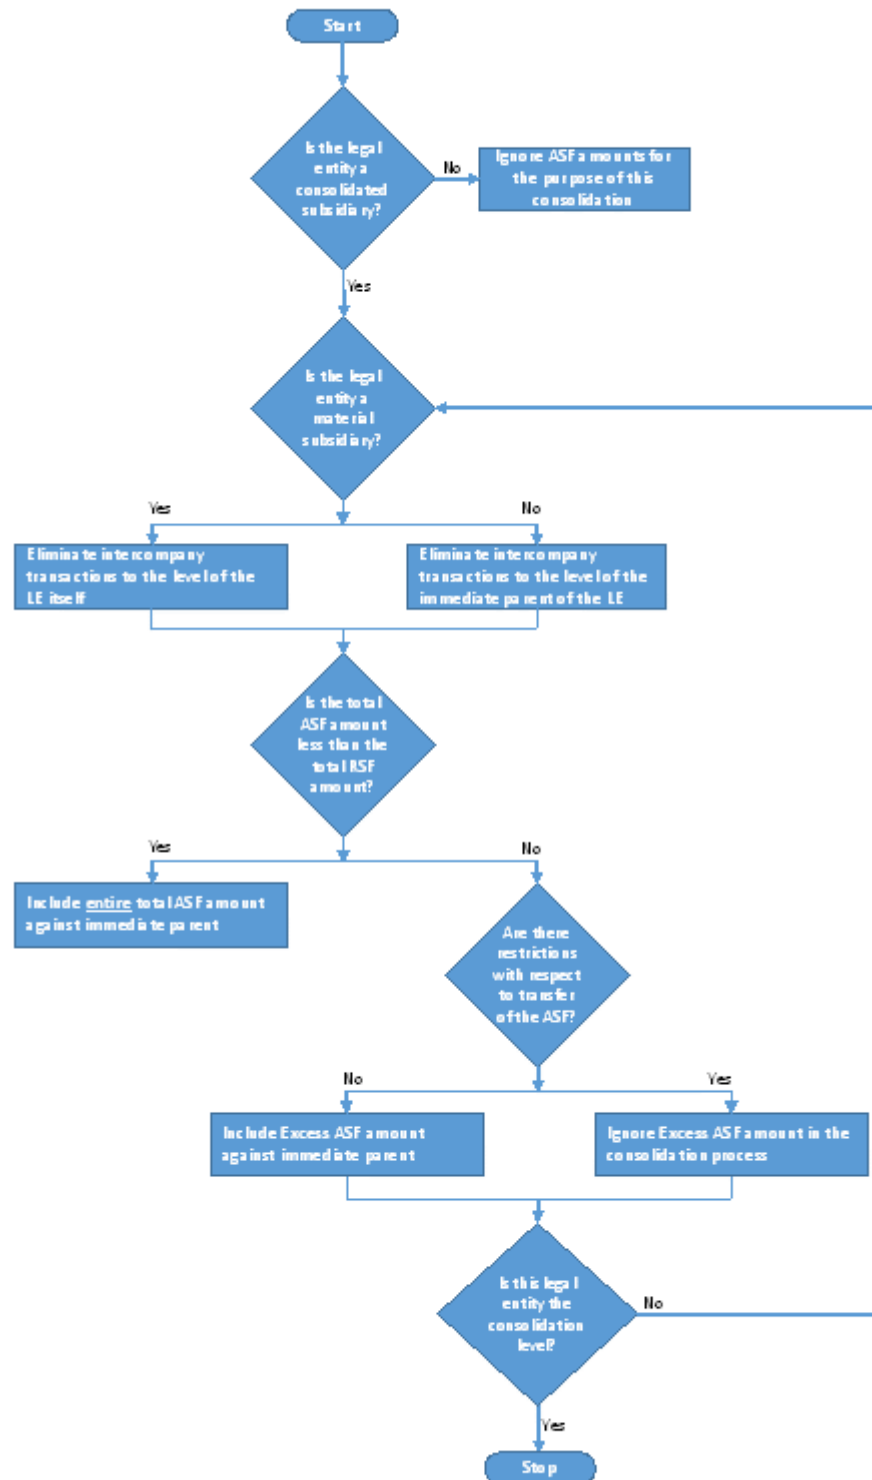 Start
Is the legal
entity a
consolidated
subsidiary?
No
Ignore ASF amounts for
the purpose of this
consolidation
Yes
Is the legal
entity a
material
subsidiary?
Yes
No
Eliminate intercompany
transactions to the level of the
LE itself
Eliminate intercompany
transactions to the level of the
immediate parent of the LE
Is the total
ASF amount
less than the
total RSF
amount?
Yes
No
Include entire total ASF amount
against immediate parent
Are there
restrictions
with respect
to transfer
of the ASF?
No
Yes
Include Excess ASF amount
against immediate parent
Ignore Excess ASF amount in the
consolidation process
Is this legal
entity the
consolidation
level?
No
Yes
Stop